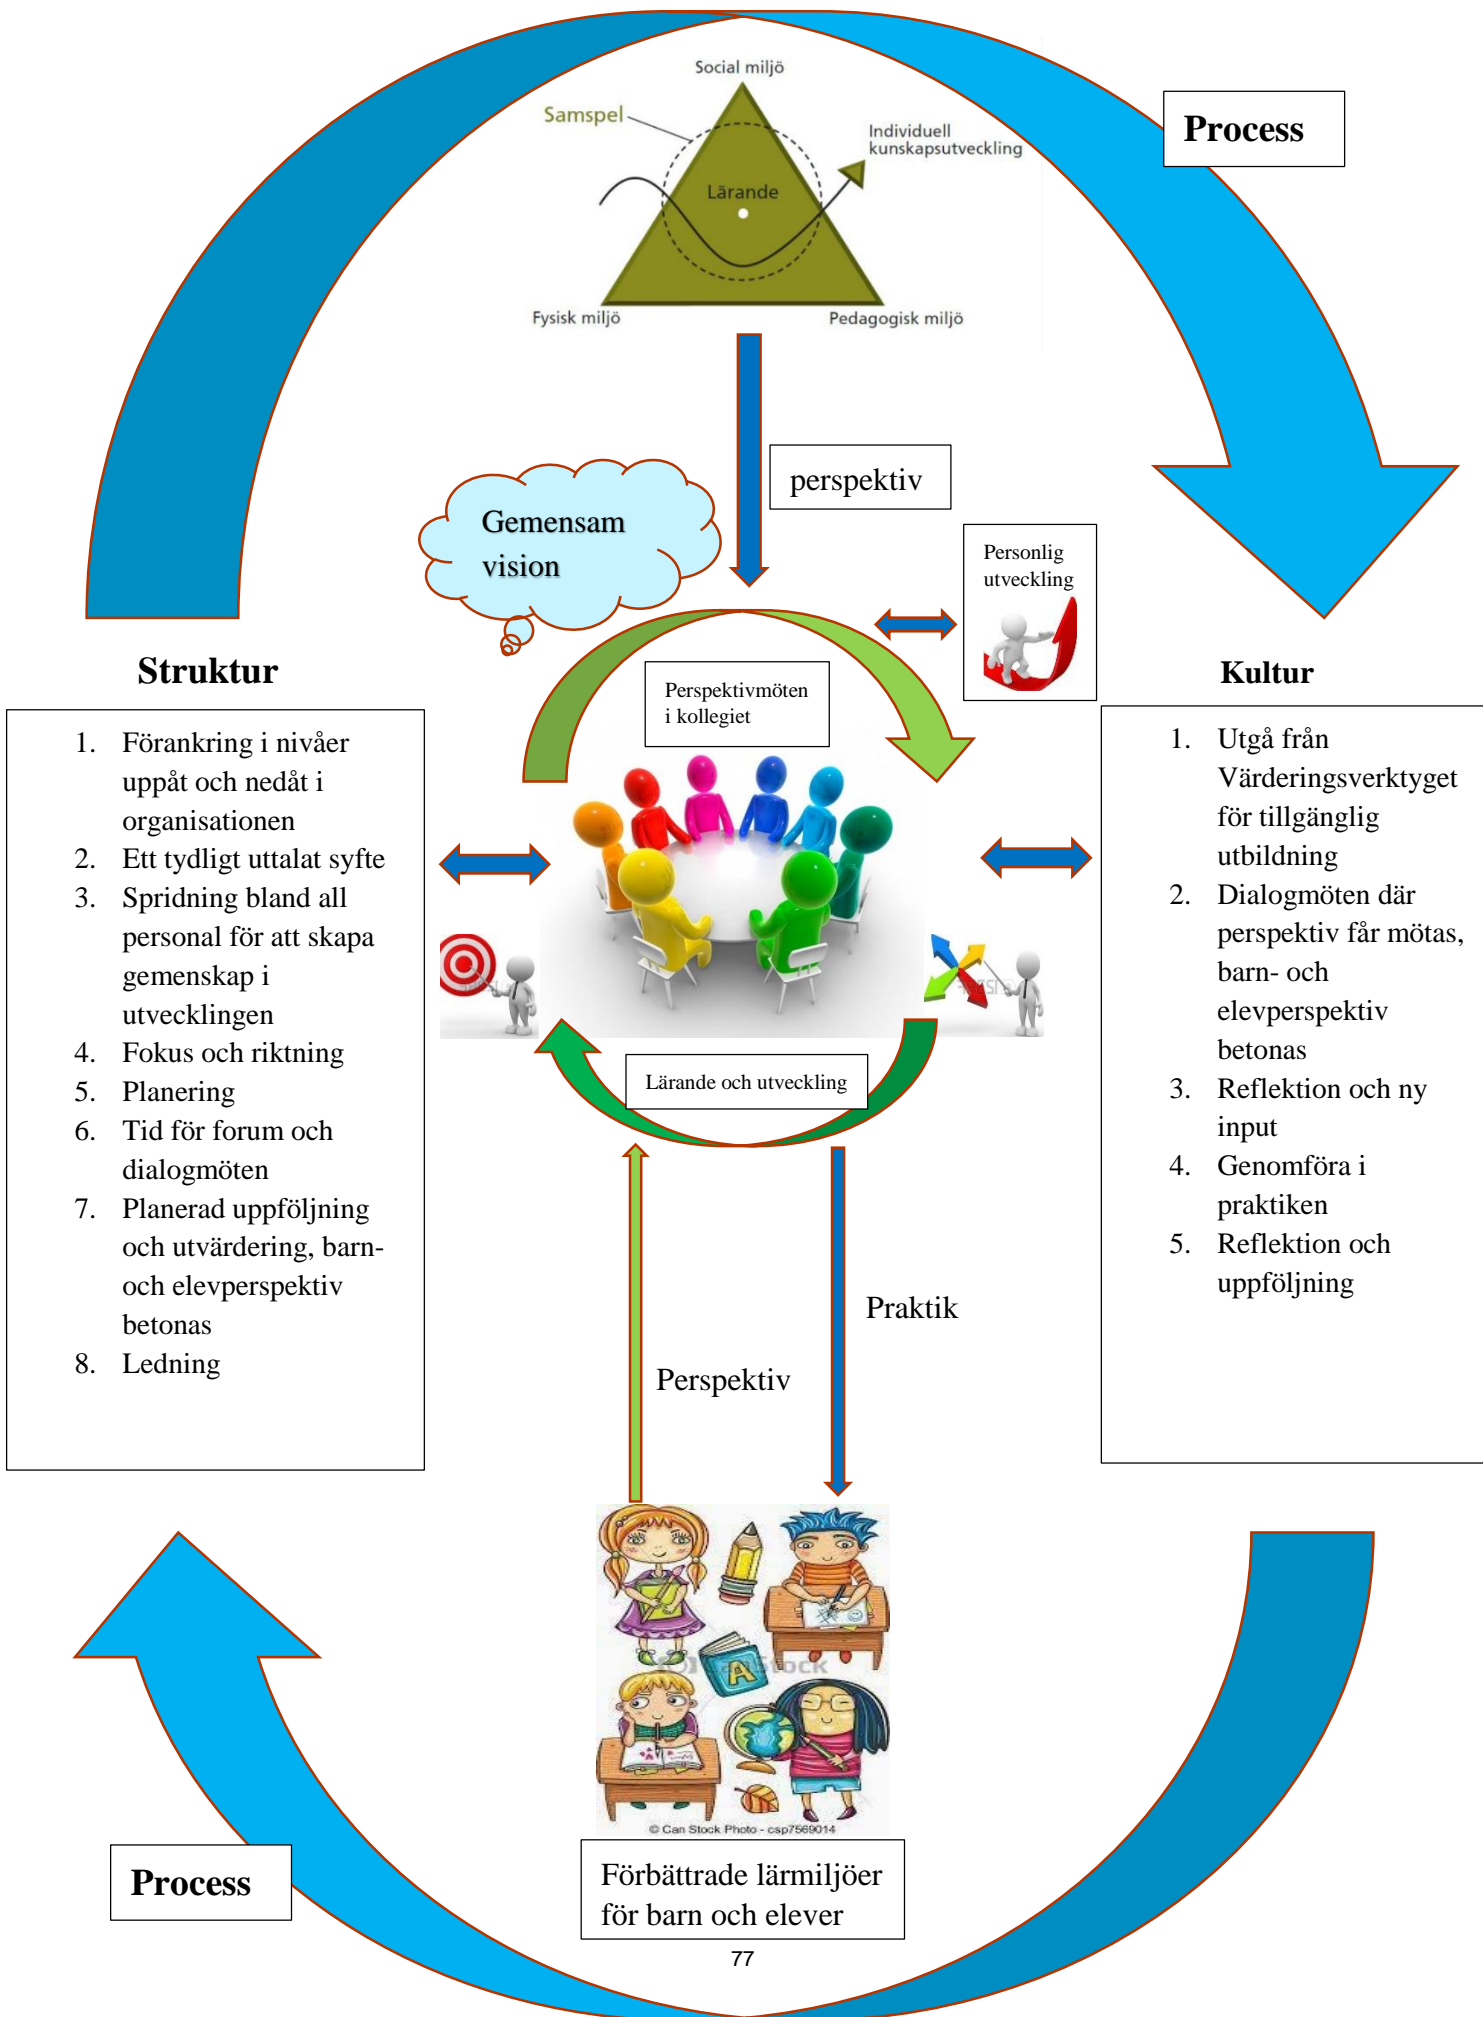 Social miljö
Samspel
Individuell
kunskapsutveckling
Lärande
Fysisk miljö
Pedagogisk miljö
Process
perspektiv
Gemensam
vision
Personlig
utveckling
Perspektivmöten
i kollegiet
Struktur
1. Förankring i nivåer
uppåt och nedåt i
organisationen
2. Ett tydligt uttalat syfte
3. Spridning bland all
personal för att skapa
gemenskap i
utvecklingen
4. Fokus och riktning
5. Planering
6. Tid för forum och
dialogmöten
7. Planerad uppföljning
och utvärdering, barn-
och elevperspektiv
betonas
8. Ledning
Kultur
1. Utgå från
Värderingsverktyget
för tillgänglig
utbildning
2. Dialogmöten där
perspektiv får mötas,
barn- och
elevperspektiv
betonas
3. Reflektion och ny
input
4. Genomföra i
praktiken
5. Reflektion och
uppföljning
Lärande och utveckling
Praktik
Perspektiv
A
CanStock
© Can Stock Photo - csp7569014
Process
Förbättrade lärmiljöer
för barn och elever
77